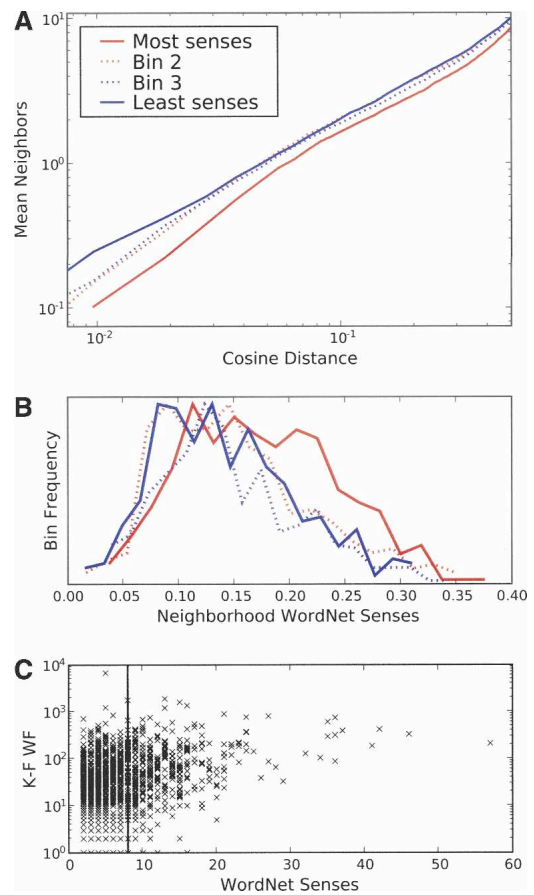 A
Most senses
Bin 2
Bin 3
Least senses
Mean Neighbors
10^1
10^0
10^-1
10^-2 10^-1
Cosine Distance
B
Bin Frequency
0.00 0.05 0.10 0.15 0.20 0.25 0.30 0.35 0.40
Neighborhood WordNet Senses
C
K-F WF
10^4
10^3
10^2
10^1
10^0
0 10 20 30 40 50 60
WordNet Senses